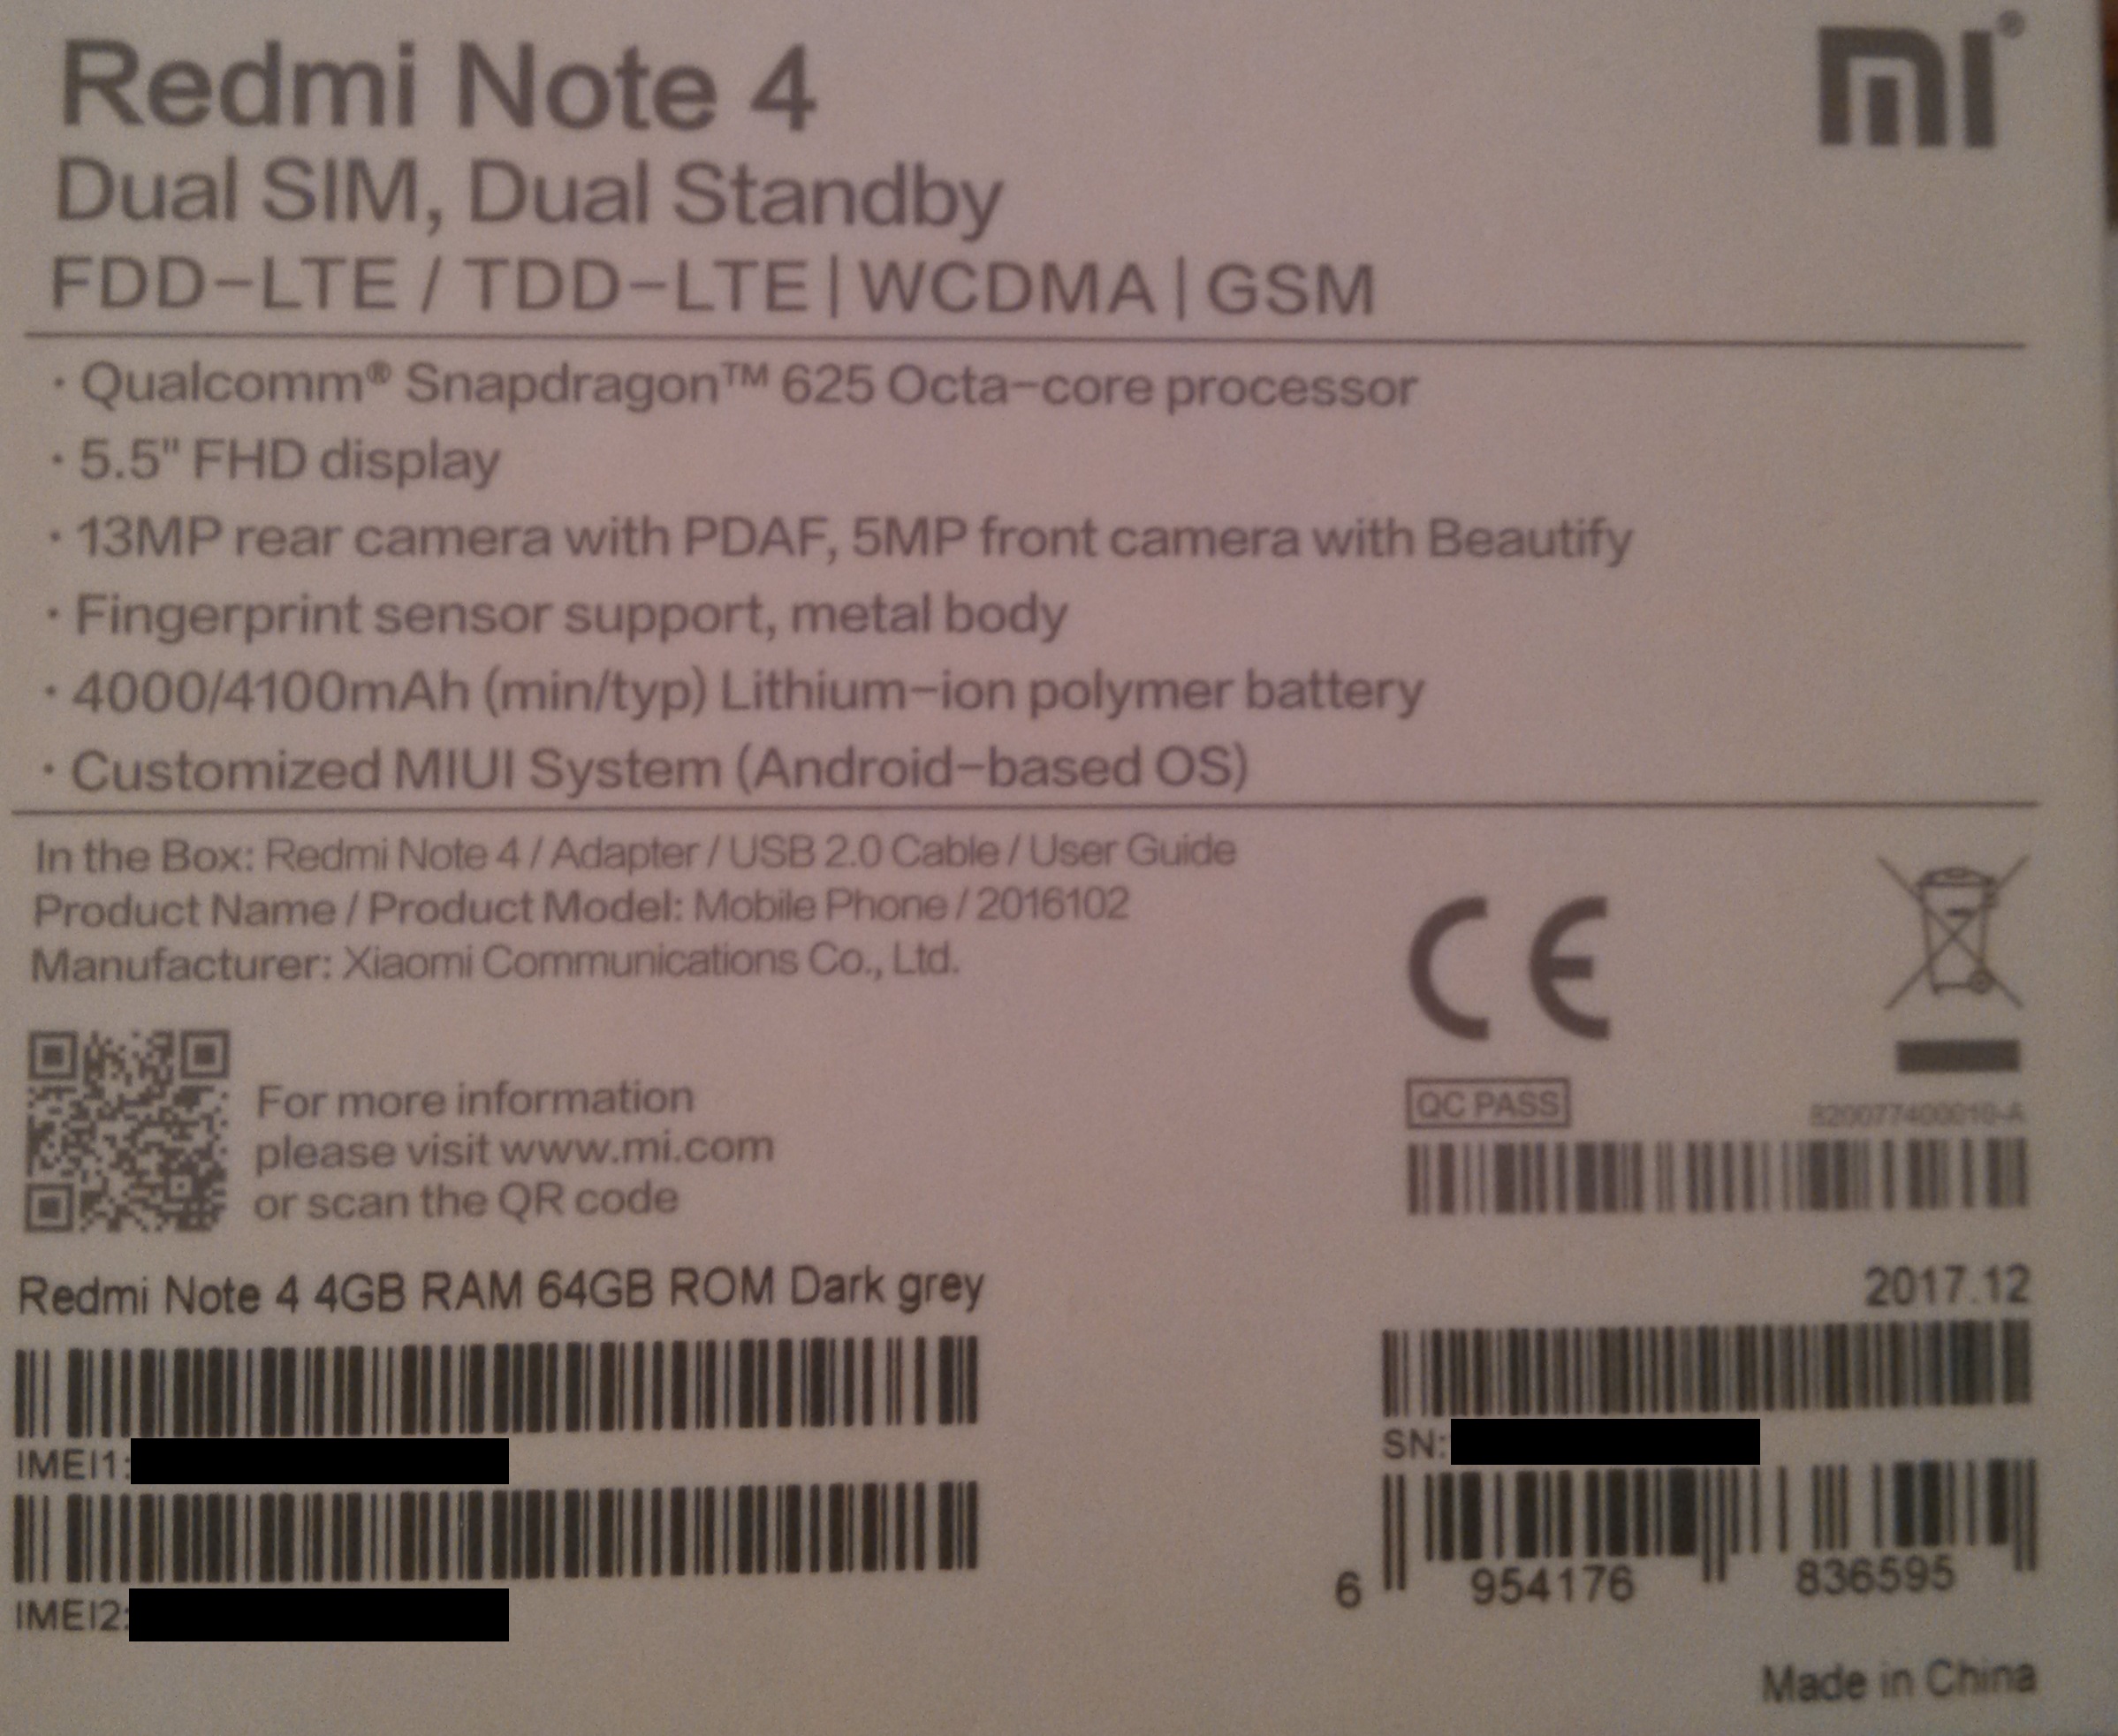 Redmi Note 4
mi®
Dual SIM, Dual Standby
FDD-LTE / TDD-LTE | WCDMA | GSM
· Qualcomm® Snapdragon™ 625 Octa-core processor
· 5.5" FHD display
· 13MP rear camera with PDAF, 5MP front camera with Beautify
· Fingerprint sensor support, metal body
· 4000/4100mAh (min/typ) Lithium-ion polymer battery
· Customized MIUI System (Android-based OS)
In the Box: Redmi Note 4 / Adapter / USB 2.0 Cable / User Guide
Product Name / Product Model: Mobile Phone / 2016102
Manufacturer: Xiaomi Communications Co., Ltd.
CE
For more information
please visit www.mi.com
or scan the QR code
QC PASS
Redmi Note 4 4GB RAM 64GB ROM Dark grey
2017.12
IMEI1:
SN:
IMEI2:
6 954176 836595
Made in China